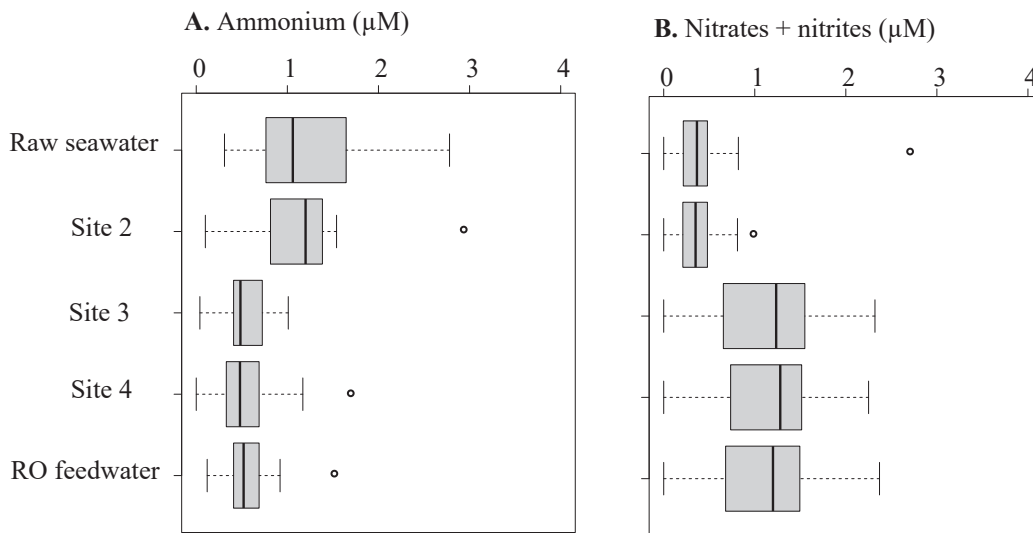 A. Ammonium (µM)
0 1 2 3 4
Raw seawater
Site 2
Site 3
Site 4
RO feedwater
B. Nitrates + nitrites (µM)
0 1 2 3 4